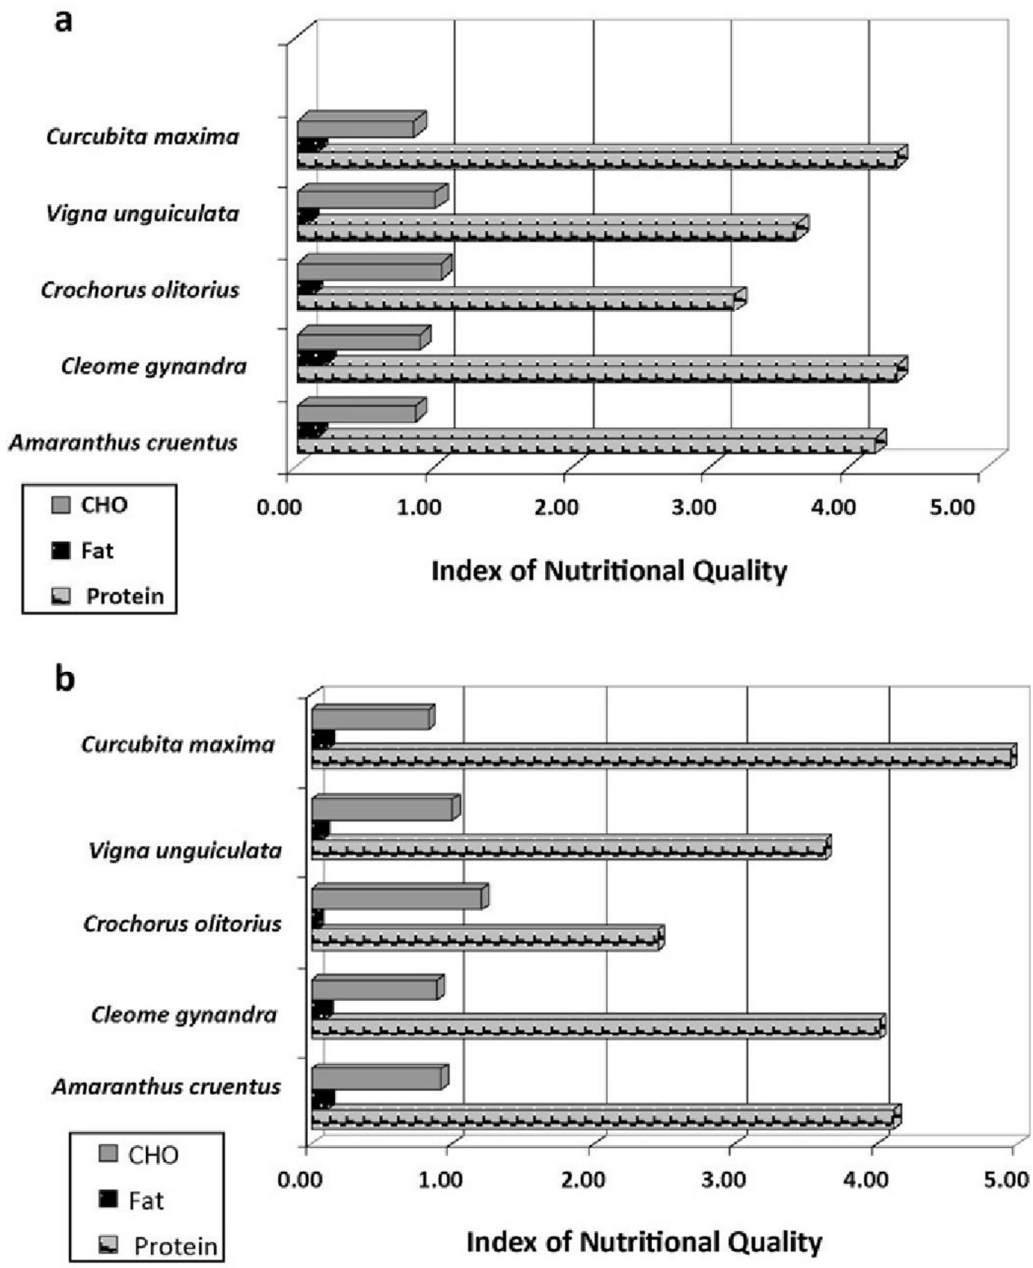 a
Curcubita maxima
Vigna unguiculata
Crochorus olitorius
Cleome gynandra
Amaranthus cruentus
0.00 1.00 2.00 3.00 4.00 5.00
CHO
Fat
Protein
Index of Nutritional Quality
b
Curcubita maxima
Vigna unguiculata
Crochorus olitorius
Cleome gynandra
Amaranthus cruentus
0.00 1.00 2.00 3.00 4.00 5.00
CHO
Fat
Protein
Index of Nutritional Quality